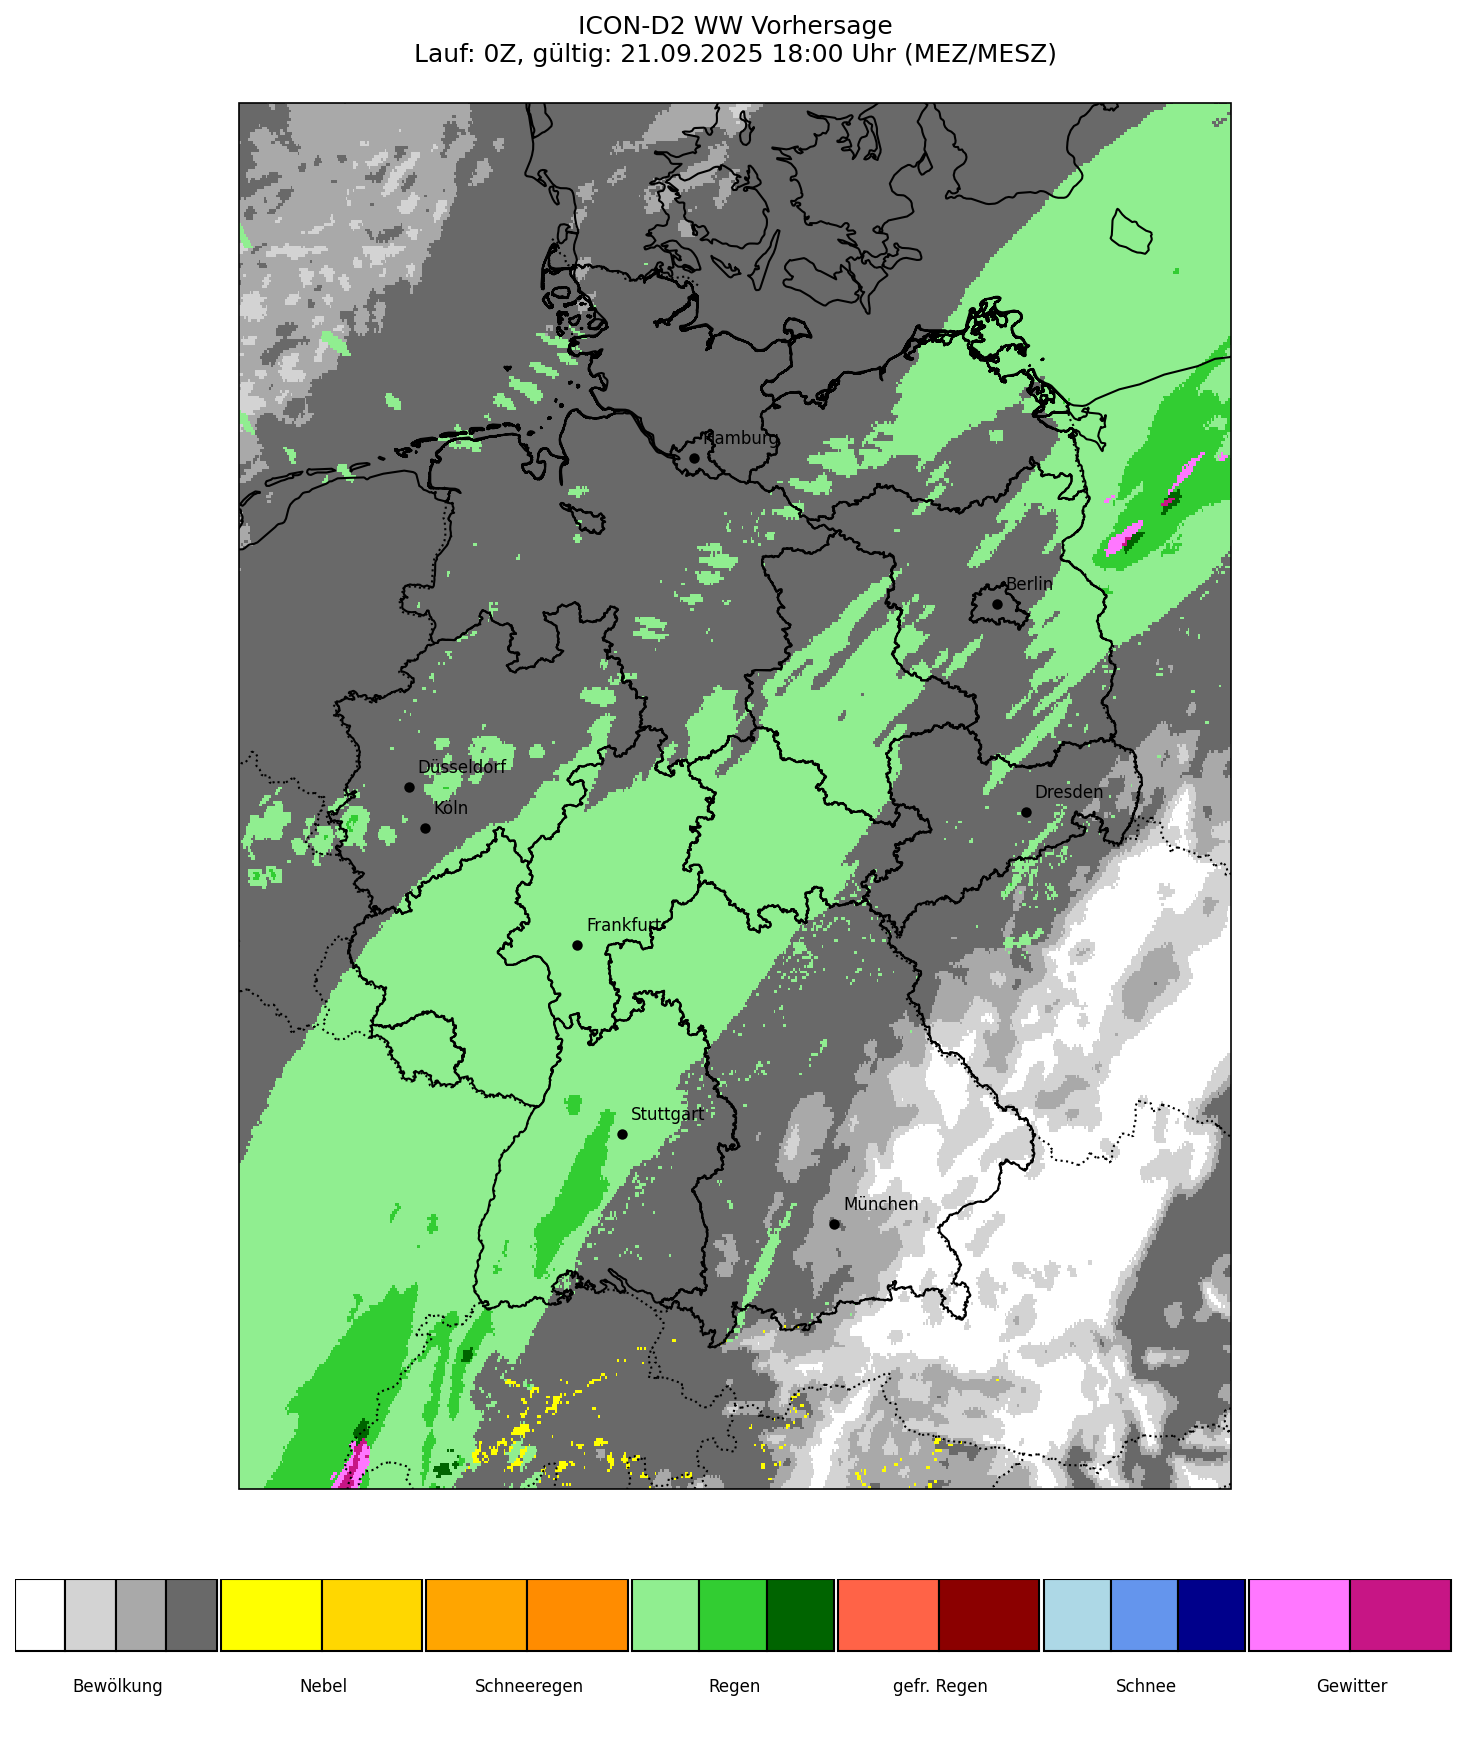 ICON-D2 WW Vorhersage
Lauf: 0Z, gültig: 21.09.2025 18:00 Uhr (MEZ/MESZ)
Hamburg
Berlin
Düsseldorf
Dresden
Köln
Frankfurt
Stuttgart
München
Bewölkung
Nebel
Schneeregen
Regen
gefr. Regen
Schnee
Gewitter